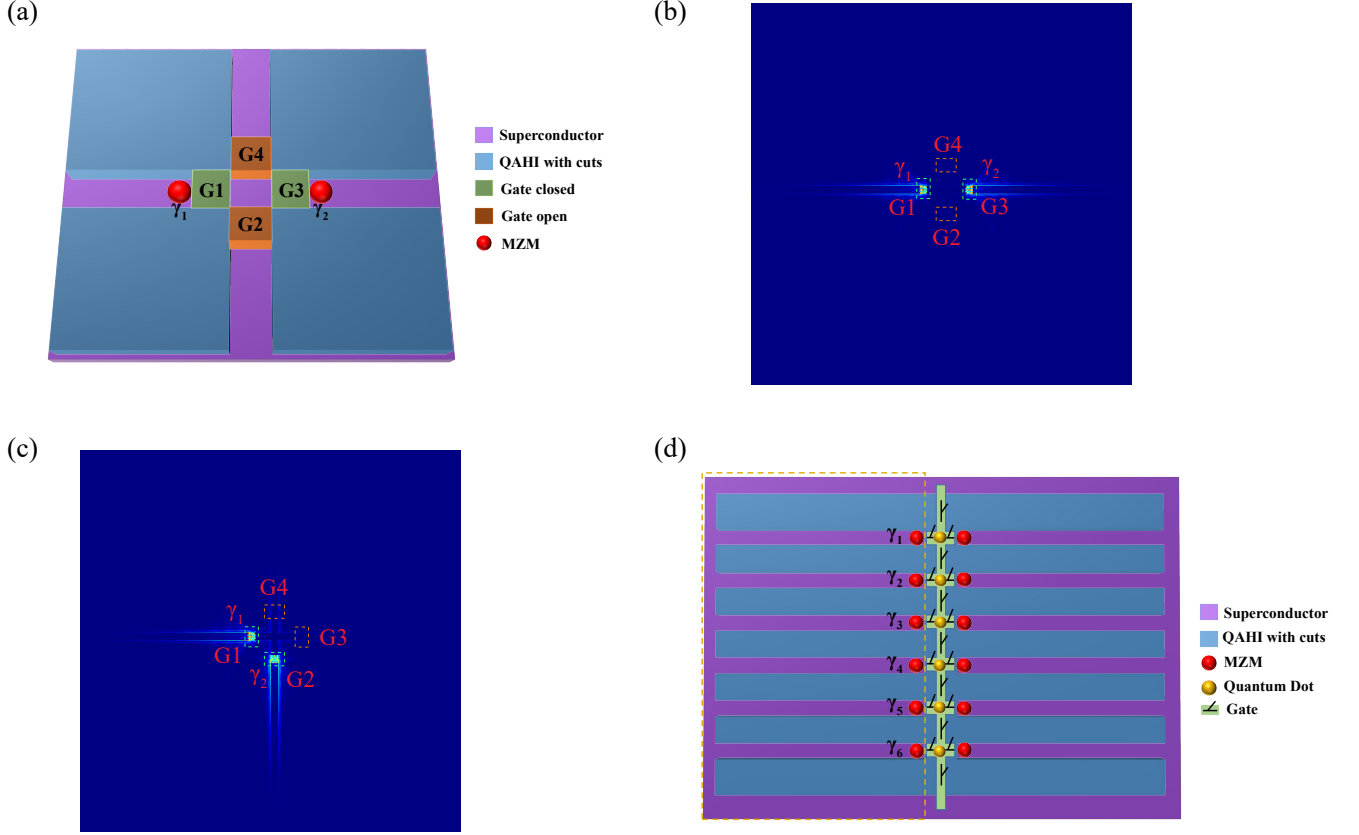 (a)
G4
G1
G3
γ1
γ2
G2
Superconductor
QAHI with cuts
Gate closed
Gate open
MZM
(b)
G4
γ1
γ2
G1
G3
G2
(c)
G4
γ1
G3
G1
γ2
G2
(d)
γ1
γ2
γ3
γ4
γ5
γ6
Superconductor
QAHI with cuts
MZM
Quantum Dot
Gate